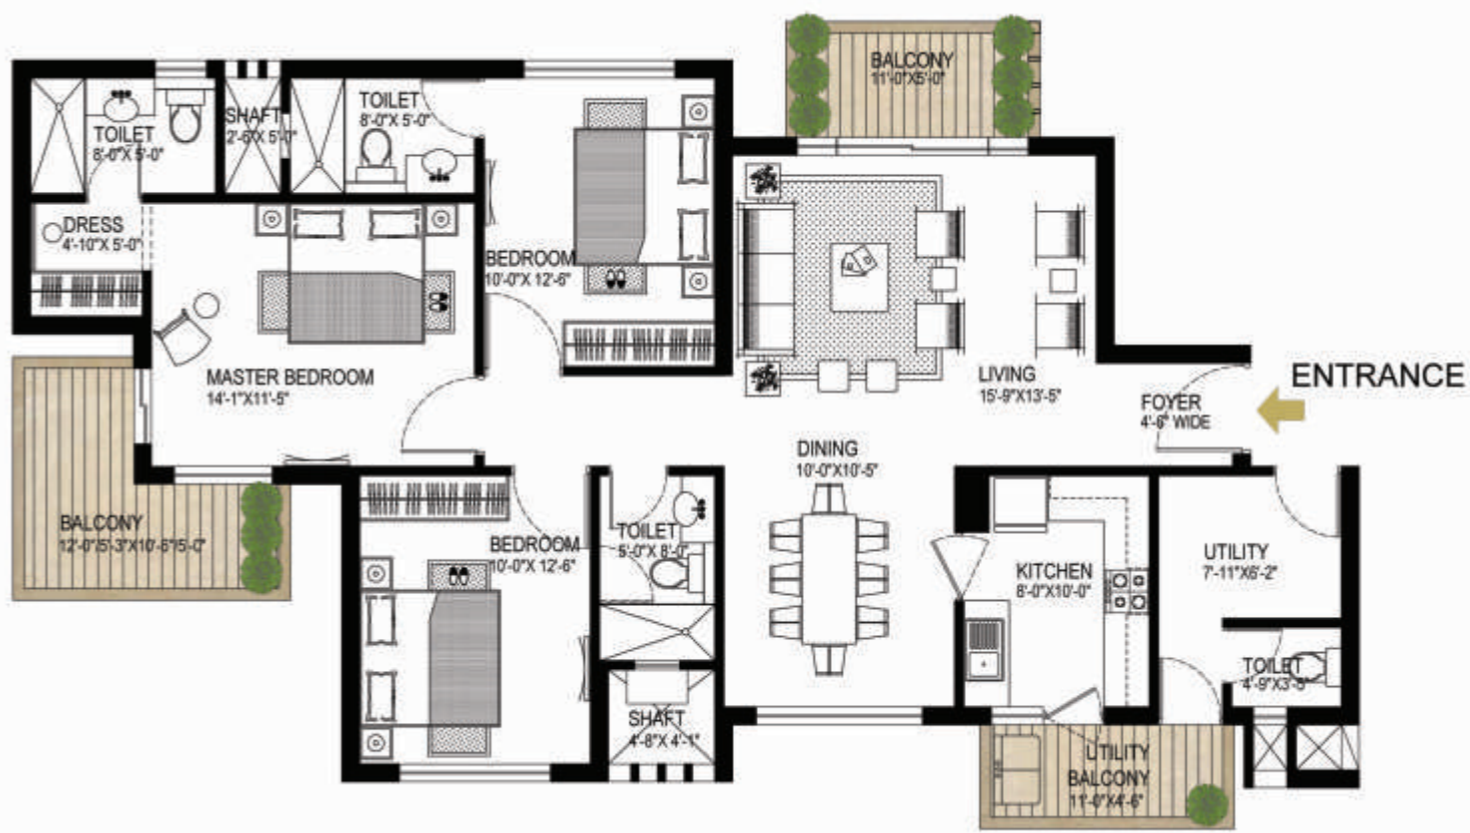 BALCONY
11'-0"X5'-0"
TOILET
8'-0"X 5'-0"
SHAFT
2'-6"X 5'-0"
TOILET
8'-0"X 5'-0"
DRESS
4'-10"X 5'-0"
BEDROOM
10'-0"X 12'-6"
MASTER BEDROOM
14'-1"X11'-5"
LIVING
15'-9"X13'-5"
ENTRANCE
FOYER
4'-6" WIDE
DINING
10'-0"X10'-5"
BALCONY
12'-0"/5'-3"X10'-6"/5'-0"
BEDROOM
10'-0"X 12'-6"
TOILET
5'-0"X 8'-0"
KITCHEN
8'-0"X10'-0"
UTILITY
7'-11"X6'-2"
TOILET
4'-9"X3'-5"
SHAFT
4'-8"X 4'-1"
UTILITY
BALCONY
11'-0"X4'-6"